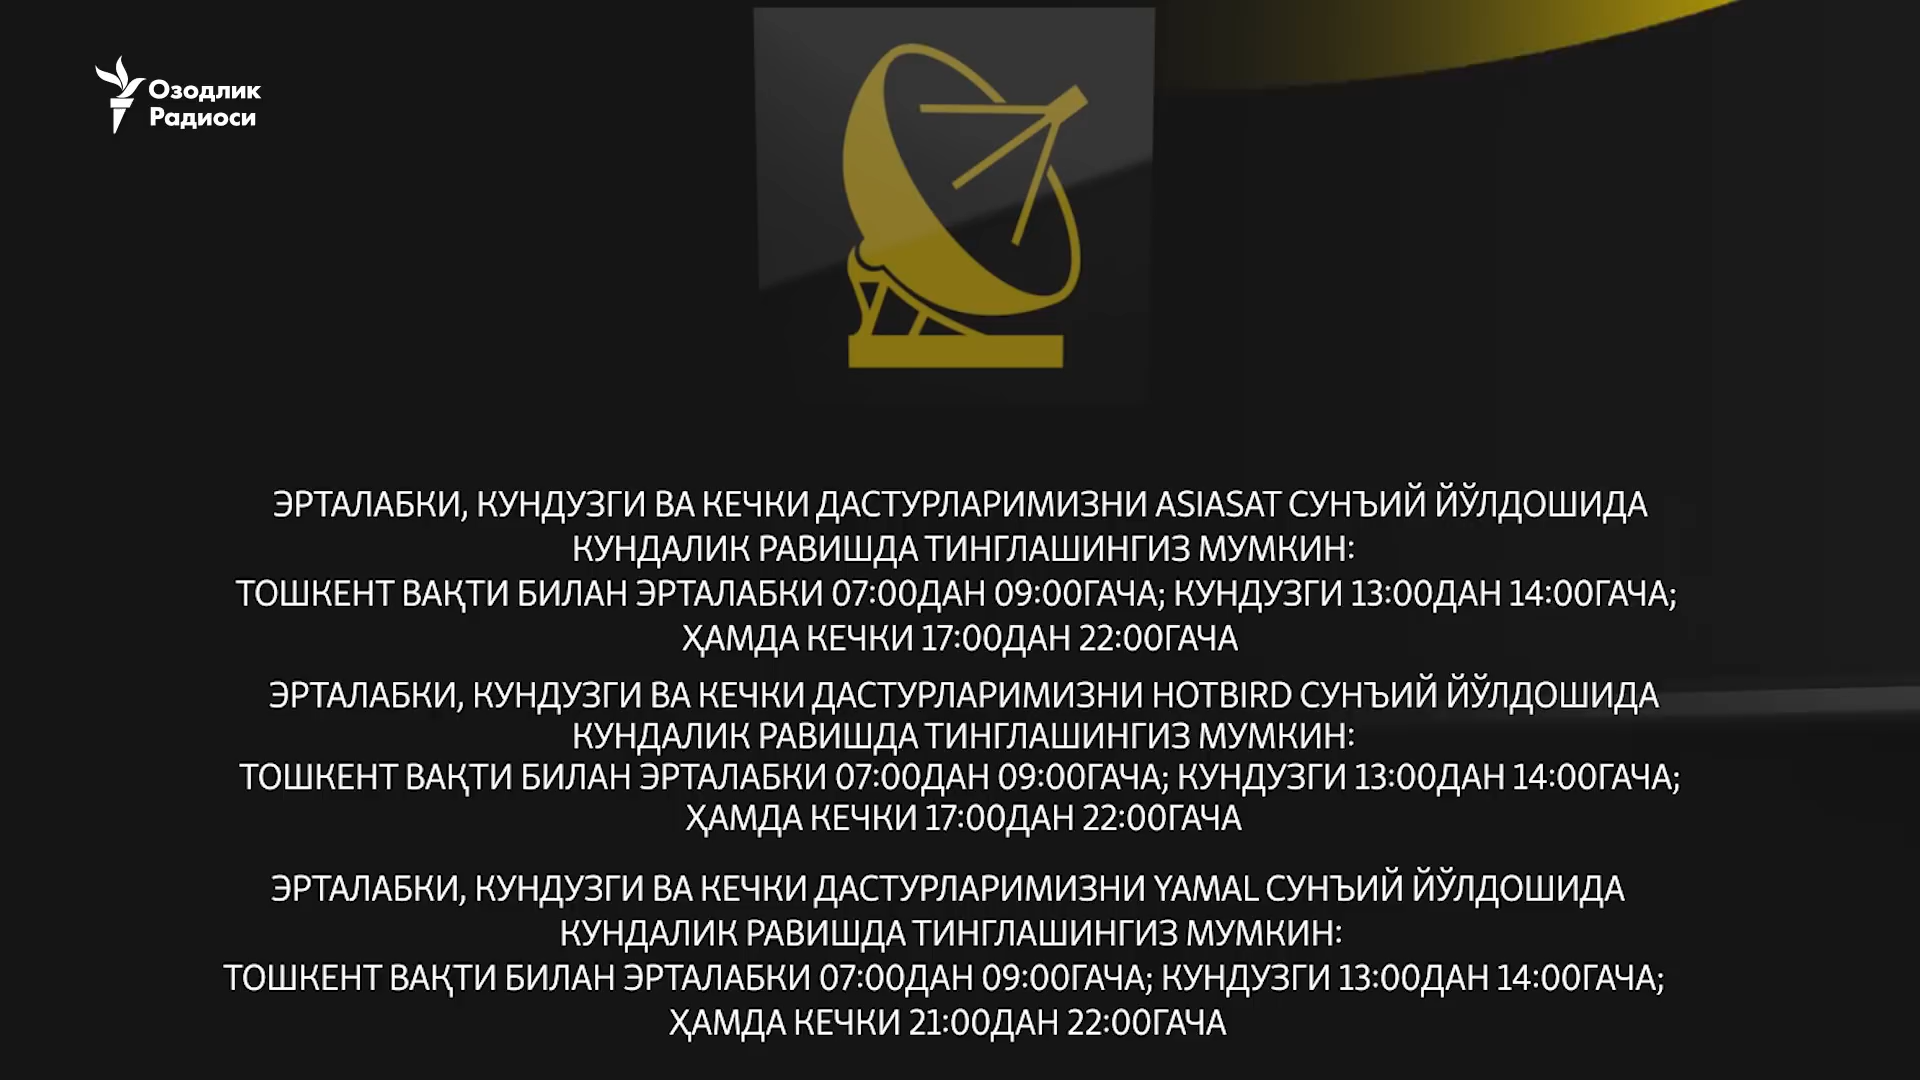 Озодлик
Радиоси
ЭРТАЛАБКИ, КУНДУЗГИ ВА КЕЧКИ ДАСТУРЛАРИМИЗНИ ASIASAT СУНЪИЙ ЙЎЛДОШИДА
КУНДАЛИК РАВИШДА ТИНГЛАШИНГИЗ МУМКИН:
ТОШКЕНТ ВАҚТИ БИЛАН ЭРТАЛАБКИ 07:00ДАН 09:00ГАЧА; КУНДУЗГИ 13:00ДАН 14:00ГАЧА;
ҲАМДА КЕЧКИ 17:00ДАН 22:00ГАЧА
ЭРТАЛАБКИ, КУНДУЗГИ ВА КЕЧКИ ДАСТУРЛАРИМИЗНИ HOTBIRD СУНЪИЙ ЙЎЛДОШИДА
КУНДАЛИК РАВИШДА ТИНГЛАШИНГИЗ МУМКИН:
ТОШКЕНТ ВАҚТИ БИЛАН ЭРТАЛАБКИ 07:00ДАН 09:00ГАЧА; КУНДУЗГИ 13:00ДАН 14:00ГАЧА;
ҲАМДА КЕЧКИ 17:00ДАН 22:00ГАЧА
ЭРТАЛАБКИ, КУНДУЗГИ ВА КЕЧКИ ДАСТУРЛАРИМИЗНИ YAMAL СУНЪИЙ ЙЎЛДОШИДА
КУНДАЛИК РАВИШДА ТИНГЛАШИНГИЗ МУМКИН:
ТОШКЕНТ ВАҚТИ БИЛАН ЭРТАЛАБКИ 07:00ДАН 09:00ГАЧА; КУНДУЗГИ 13:00ДАН 14:00ГАЧА;
ҲАМДА КЕЧКИ 21:00ДАН 22:00ГАЧА